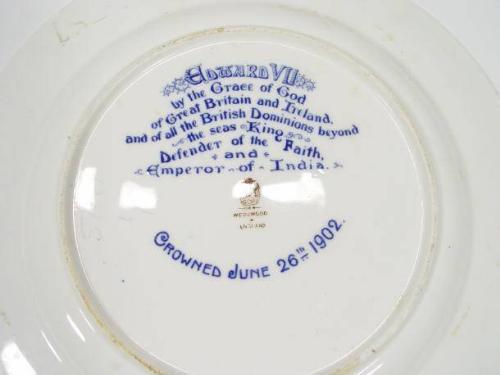 EDWARD VII
by the Grace of God
of Great Britain and Ireland,
and of all the British Dominions beyond
the seas King
Defender of the Faith,
and
Emperor of India.
WEDGWOOD
ENGLAND
CROWNED JUNE 26TH 1902.